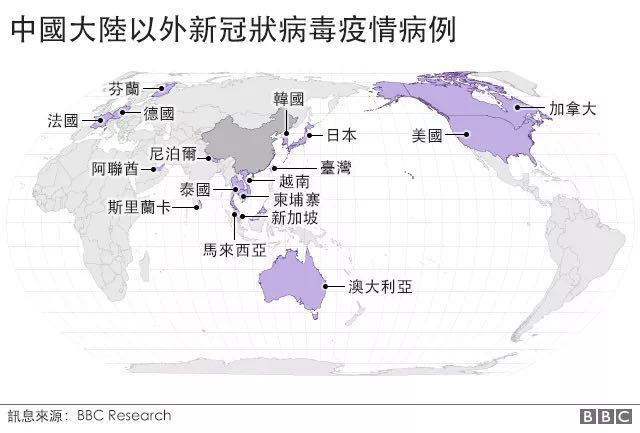 中國大陸以外新冠狀病毒疫情病例
芬蘭
韓國
加拿大
法國
德國
日本
美國
尼泊爾
阿聯酋
臺灣
泰國
越南
斯里蘭卡
柬埔寨
新加坡
馬來西亞
澳大利亞
訊息來源：BBC Research
BBC